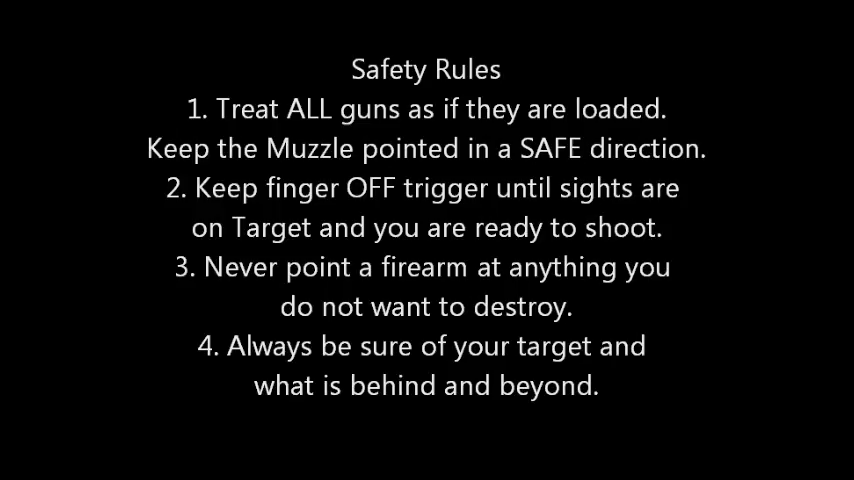 Safety Rules
1. Treat ALL guns as if they are loaded.
Keep the Muzzle pointed in a SAFE direction.
2. Keep finger OFF trigger until sights are
on Target and you are ready to shoot.
3. Never point a firearm at anything you
do not want to destroy.
4. Always be sure of your target and
what is behind and beyond.